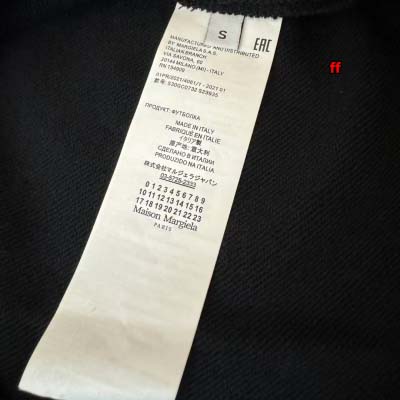 S
MANUFACTURED AND DISTRIBUTED
BY: MARGIELA S.A.S.
ITALIAN BRANCH
VIA SAVONA, 60
20144 MILANO (MI) - ITALY
EAC
ff
ПРОДУКТ: ФУТБОЛКА
MADE IN ITALY
FABRIQUÉ EN ITALIE
イタリア製
原产地:意大利
СДЕЛАНО В ИТАЛИИ
PRODUZIDO NA ITALIA
株式会社マルジェラジャパン
0 1 2 3 4 5 6 7 8 9
10 11 12 13 14 15 16
17 18 19 20 21 22 23
Maison Margiela
PARIS